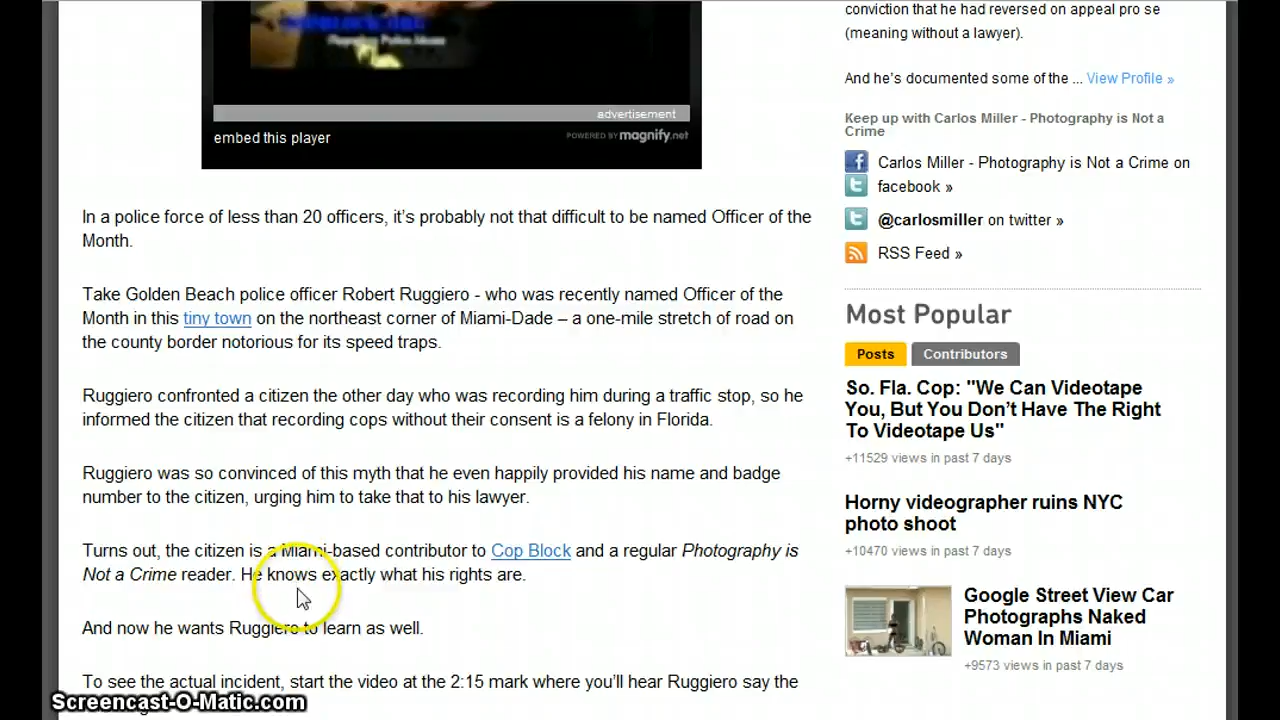 embed this player
advertisement
POWERED BY magnify.net
In a police force of less than 20 officers, it's probably not that difficult to be named Officer of the
Month.
Take Golden Beach police officer Robert Ruggiero - who was recently named Officer of the
Month in this tiny town on the northeast corner of Miami-Dade – a one-mile stretch of road on
the county border notorious for its speed traps.
Ruggiero confronted a citizen the other day who was recording him during a traffic stop, so he
informed the citizen that recording cops without their consent is a felony in Florida.
Ruggiero was so convinced of this myth that he even happily provided his name and badge
number to the citizen, urging him to take that to his lawyer.
Turns out, the citizen is a Miami-based contributor to Cop Block and a regular Photography is
Not a Crime reader. He knows exactly what his rights are.
And now he wants Ruggiero to learn as well.
To see the actual incident, start the video at the 2:15 mark where you'll hear Ruggiero say the
conviction that he had reversed on appeal pro se
(meaning without a lawyer).
And he's documented some of the ... View Profile »
Keep up with Carlos Miller - Photography is Not a
Crime
Carlos Miller - Photography is Not a Crime on
facebook »
@carlosmiller on twitter »
RSS Feed »
Most Popular
Posts
Contributors
So. Fla. Cop: "We Can Videotape
You, But You Don't Have The Right
To Videotape Us"
+11529 views in past 7 days
Horny videographer ruins NYC
photo shoot
+10470 views in past 7 days
Google Street View Car
Photographs Naked
Woman In Miami
+9573 views in past 7 days
Screencast-O-Matic.com